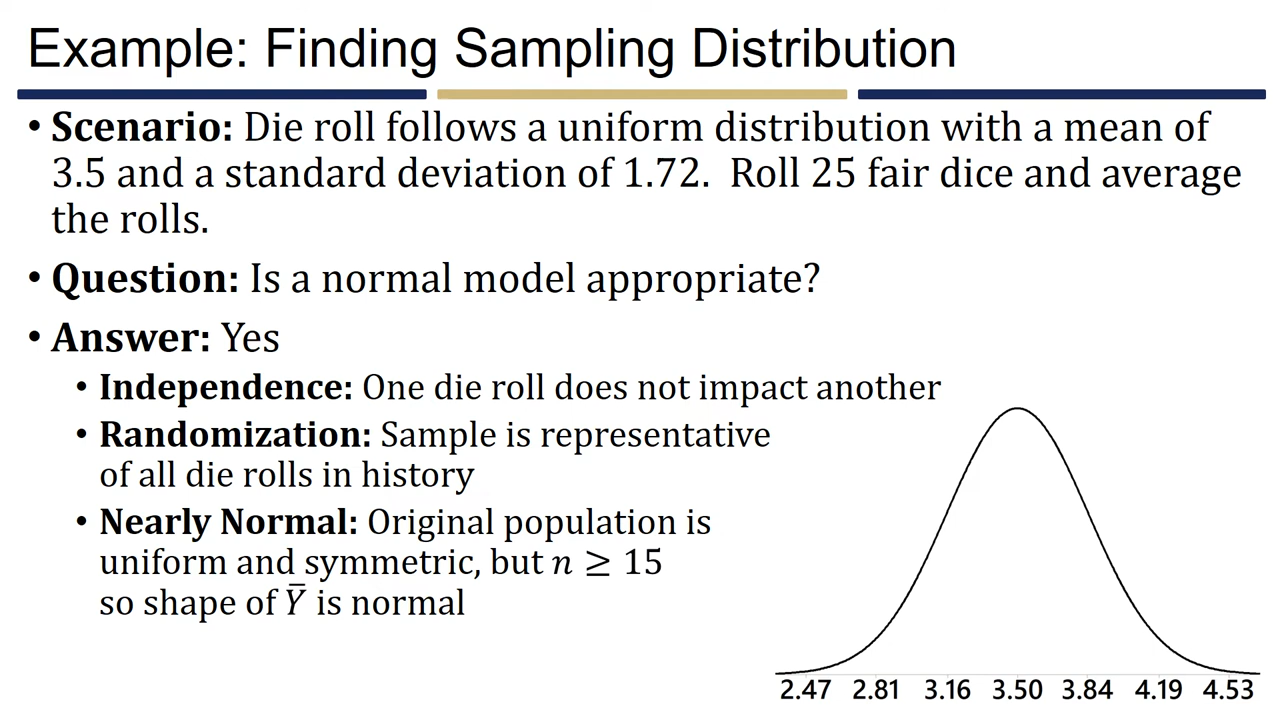 Example: Finding Sampling Distribution
• Scenario: Die roll follows a uniform distribution with a mean of
3.5 and a standard deviation of 1.72.  Roll 25 fair dice and average
the rolls.
• Question: Is a normal model appropriate?
• Answer: Yes
• Independence: One die roll does not impact another
• Randomization: Sample is representative
of all die rolls in history
• Nearly Normal: Original population is
uniform and symmetric, but n ≥ 15
so shape of Ȳ is normal
2.47 2.81 3.16 3.50 3.84 4.19 4.53